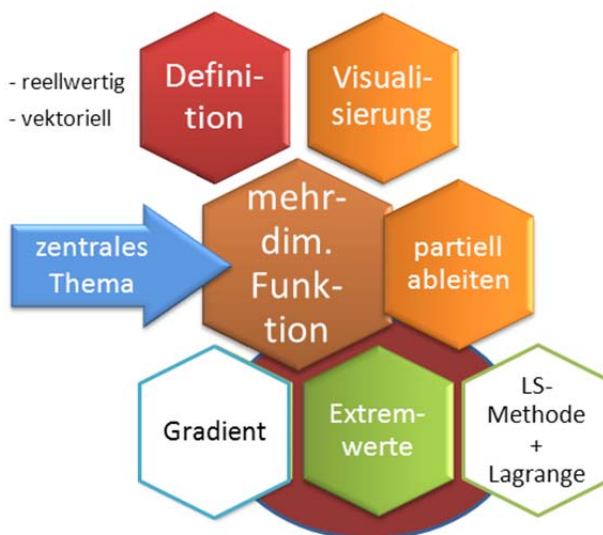 - reellwertig
- vektoriell
Defini-
tion
Visuali-
sierung
zentrales
Thema
mehr-
dim.
Funk-
tion
partiell
ableiten
Gradient
Extrem-
werte
LS-
Methode
+
Lagrange